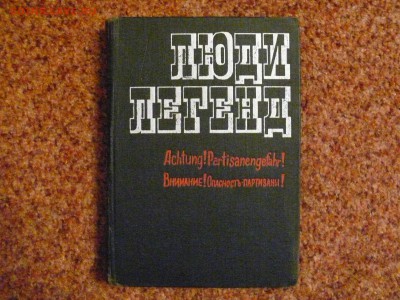 ЛЮДИ
ЛЕГЕНД
Achtung! Partisanengefahr!
Внимание! Опасность-партизаны!